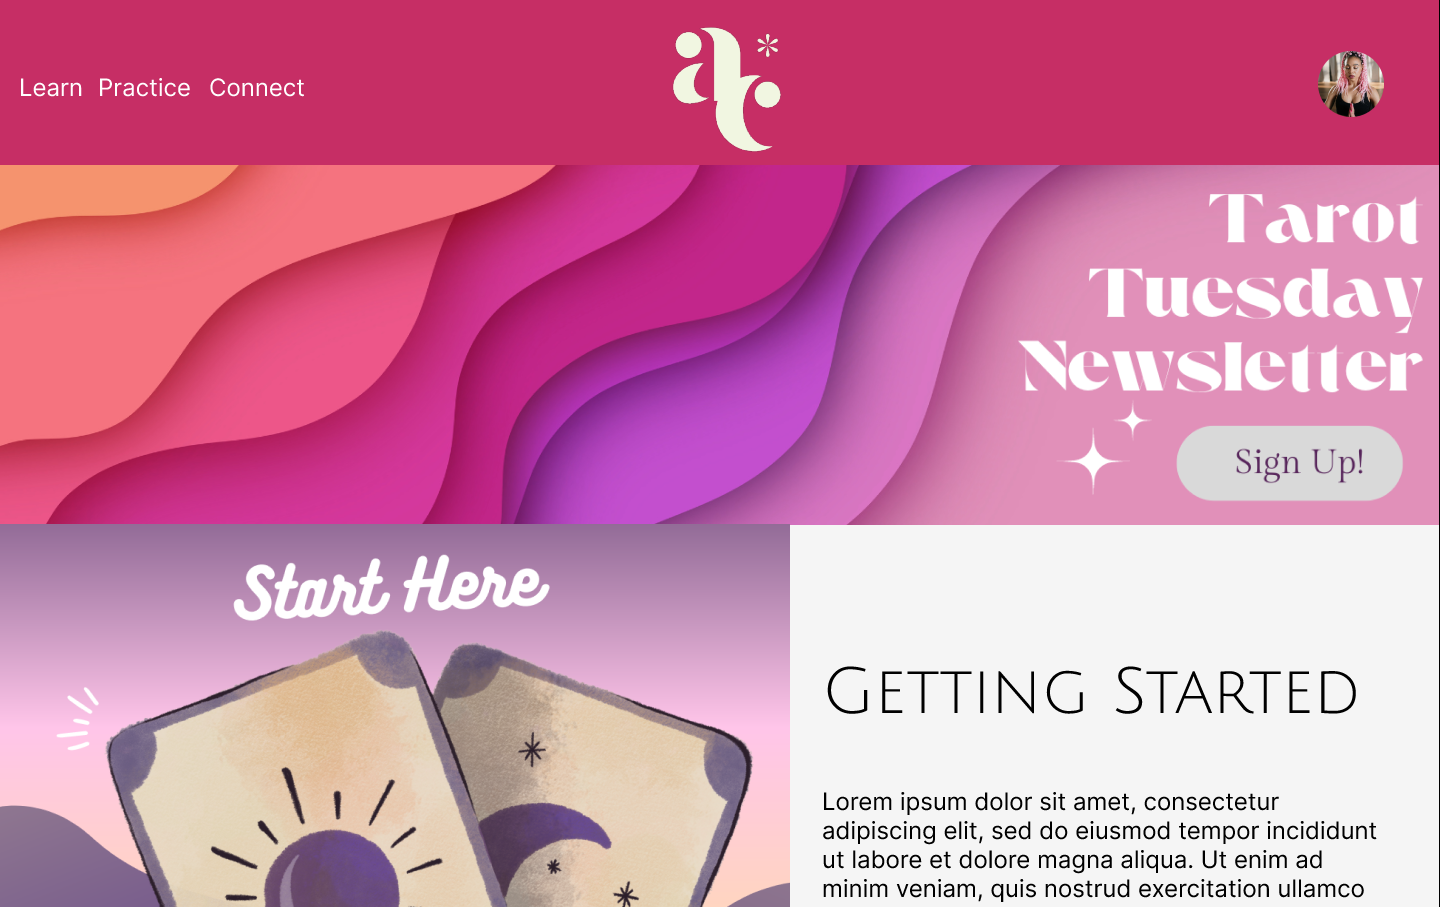 Learn Practice Connect
ac*
Tarot
Tuesday
Newsletter
Sign Up!
Start Here
Getting Started
Lorem ipsum dolor sit amet, consectetur
adipiscing elit, sed do eiusmod tempor incididunt
ut labore et dolore magna aliqua. Ut enim ad
minim veniam, quis nostrud exercitation ullamco